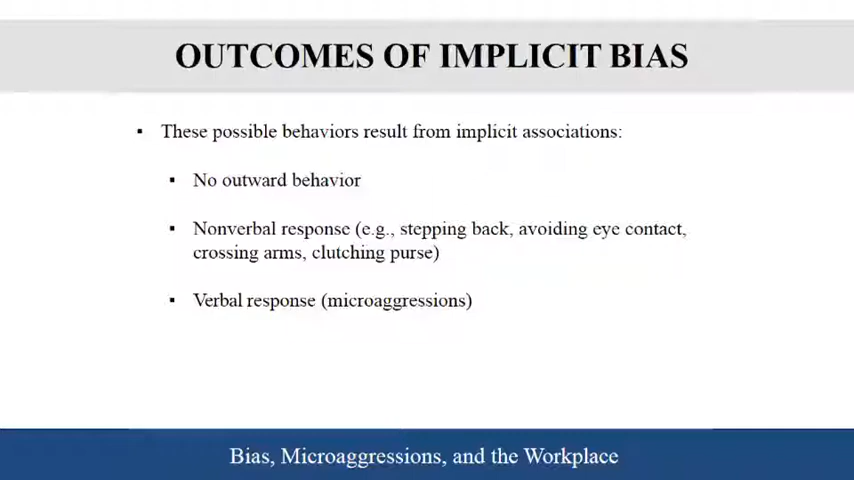 OUTCOMES OF IMPLICIT BIAS
▪ These possible behaviors result from implicit associations:
▪ No outward behavior
▪ Nonverbal response (e.g., stepping back, avoiding eye contact,
crossing arms, clutching purse)
▪ Verbal response (microaggressions)
Bias, Microaggressions, and the Workplace